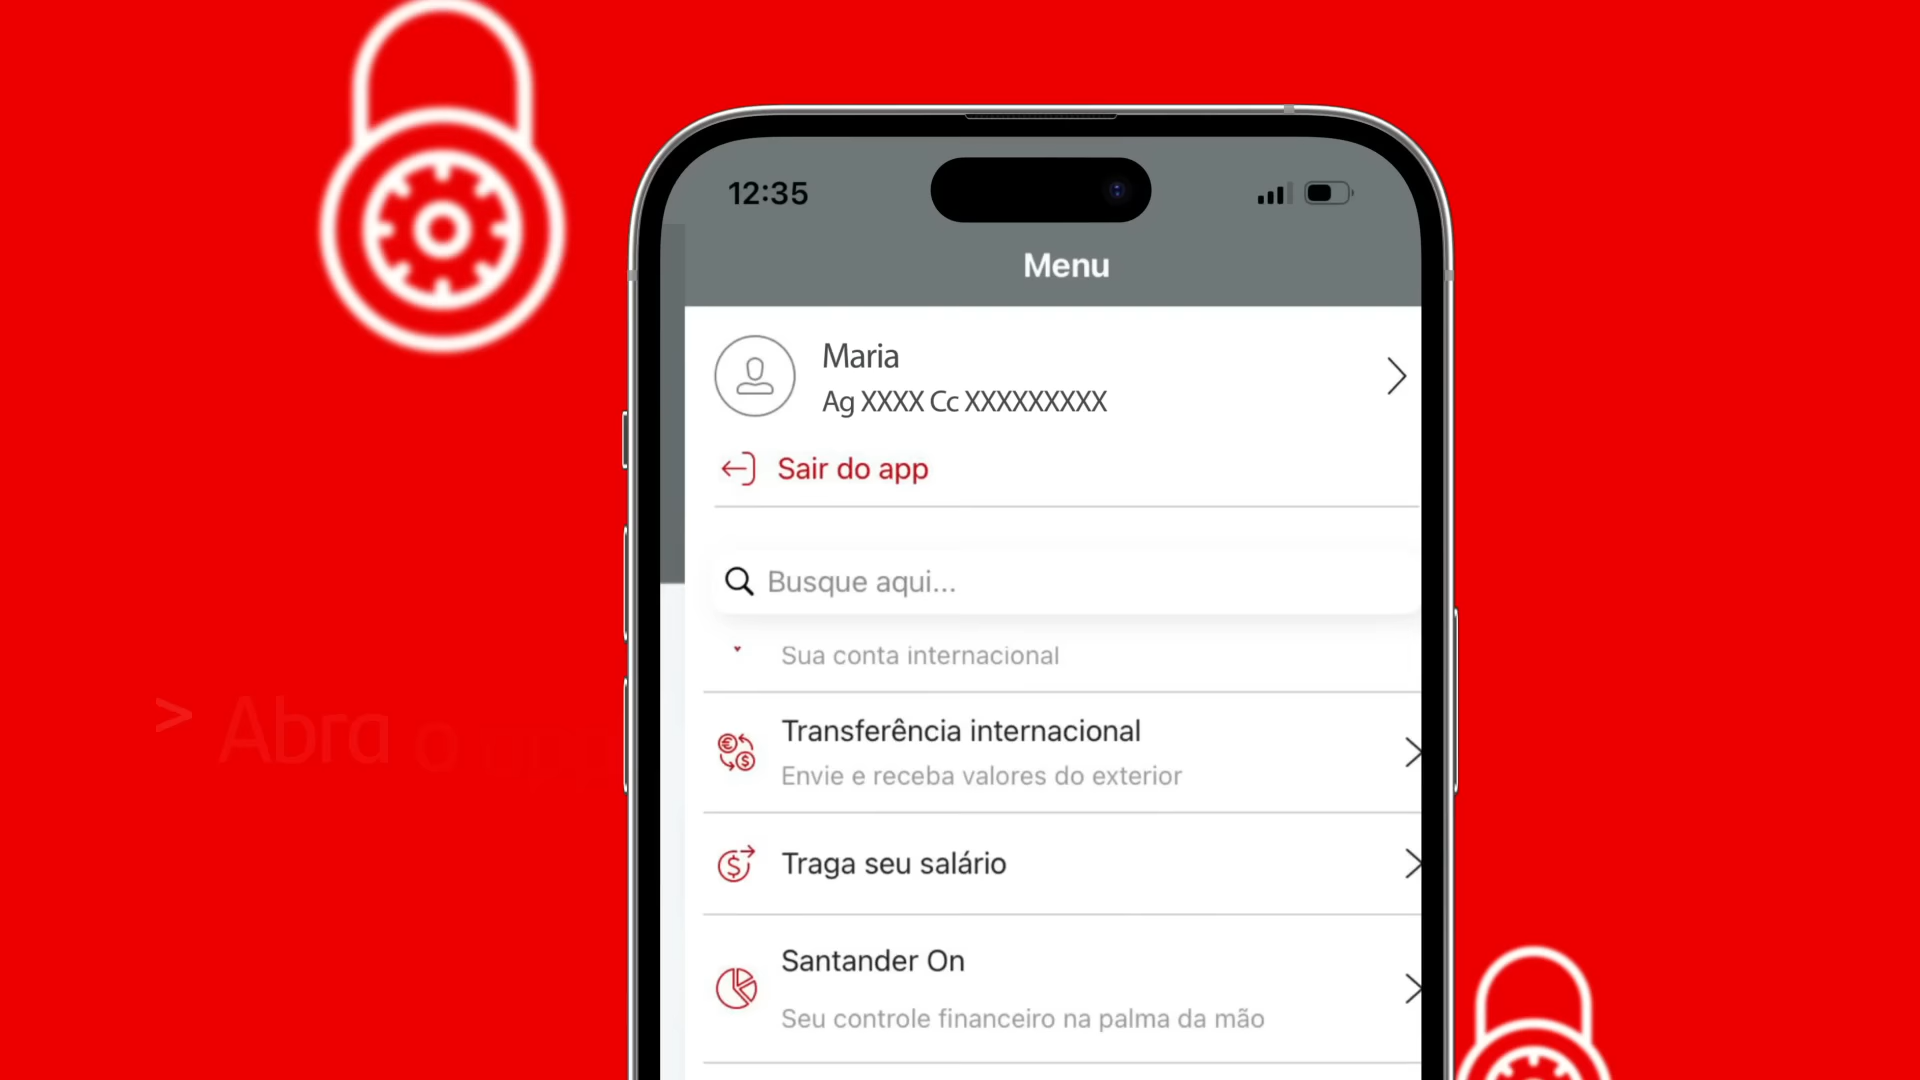 12:35
Menu
Maria
Ag XXXX Cc XXXXXXXXX
Sair do app
Busque aqui...
Sua conta internacional
Transferência internacional
Envie e receba valores do exterior
Traga seu salário
Santander On
Seu controle financeiro na palma da mão
> Abra o